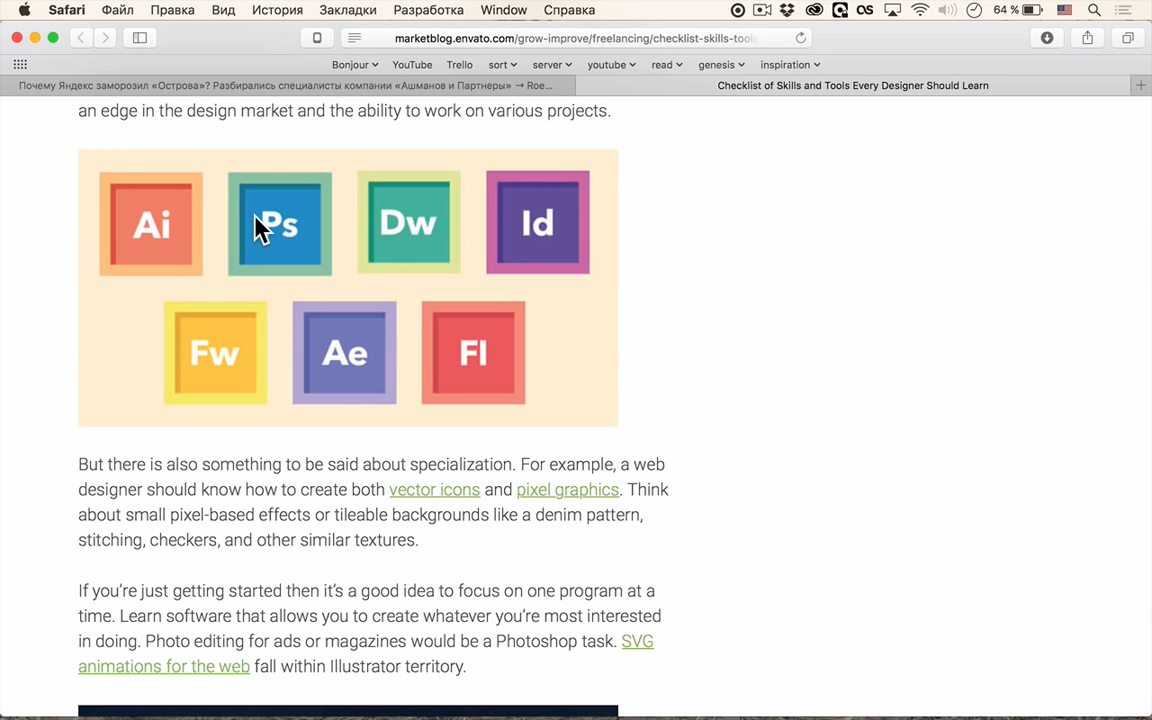 Safari Файл Правка Вид История Закладки Разработка Window Справка 64 %
marketblog.envato.com/grow-improve/freelancing/checklist-skills-tools
Bonjour YouTube Trello sort server youtube read genesis inspiration
Почему Яндекс заморозил «Острова»? Разбирались специалисты компании «Ашманов и Партнеры» → Roe... Checklist of Skills and Tools Every Designer Should Learn
an edge in the design market and the ability to work on various projects.
Ai Ps Dw Id
Fw Ae Fl
But there is also something to be said about specialization. For example, a web
designer should know how to create both vector icons and pixel graphics. Think
about small pixel-based effects or tileable backgrounds like a denim pattern,
stitching, checkers, and other similar textures.
If you’re just getting started then it’s a good idea to focus on one program at a
time. Learn software that allows you to create whatever you’re most interested
in doing. Photo editing for ads or magazines would be a Photoshop task. SVG
animations for the web fall within Illustrator territory.